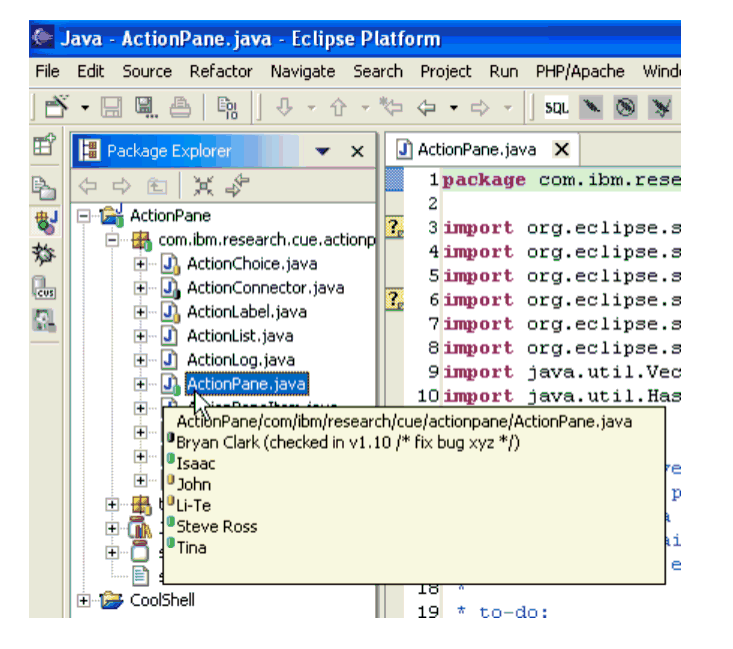 Java - ActionPane.java - Eclipse Platform
File Edit Source Refactor Navigate Search Project Run PHP/Apache
SQL
Package Explorer
ActionPane.java
ActionPane
com.ibm.research.cue.actionp
ActionChoice.java
ActionConnector.java
ActionLabel.java
ActionList.java
ActionLog.java
ActionPane.java
ActionPane/com/ibm/research/cue/actionpane/ActionPane.java
Bryan Clark (checked in v1.10 /* fix bug xyz */)
Isaac
John
Li-Te
Steve Ross
Tina
CoolShell
CVS
1 package com.ibm.rese
2
3 import org.eclipse.s
4 import org.eclipse.s
5 import org.eclipse.s
6 import org.eclipse.s
7 import org.eclipse.s
8 import org.eclipse.s
9 import java.util.Vec
10 import java.util.Has
18 *
19 * to-do: